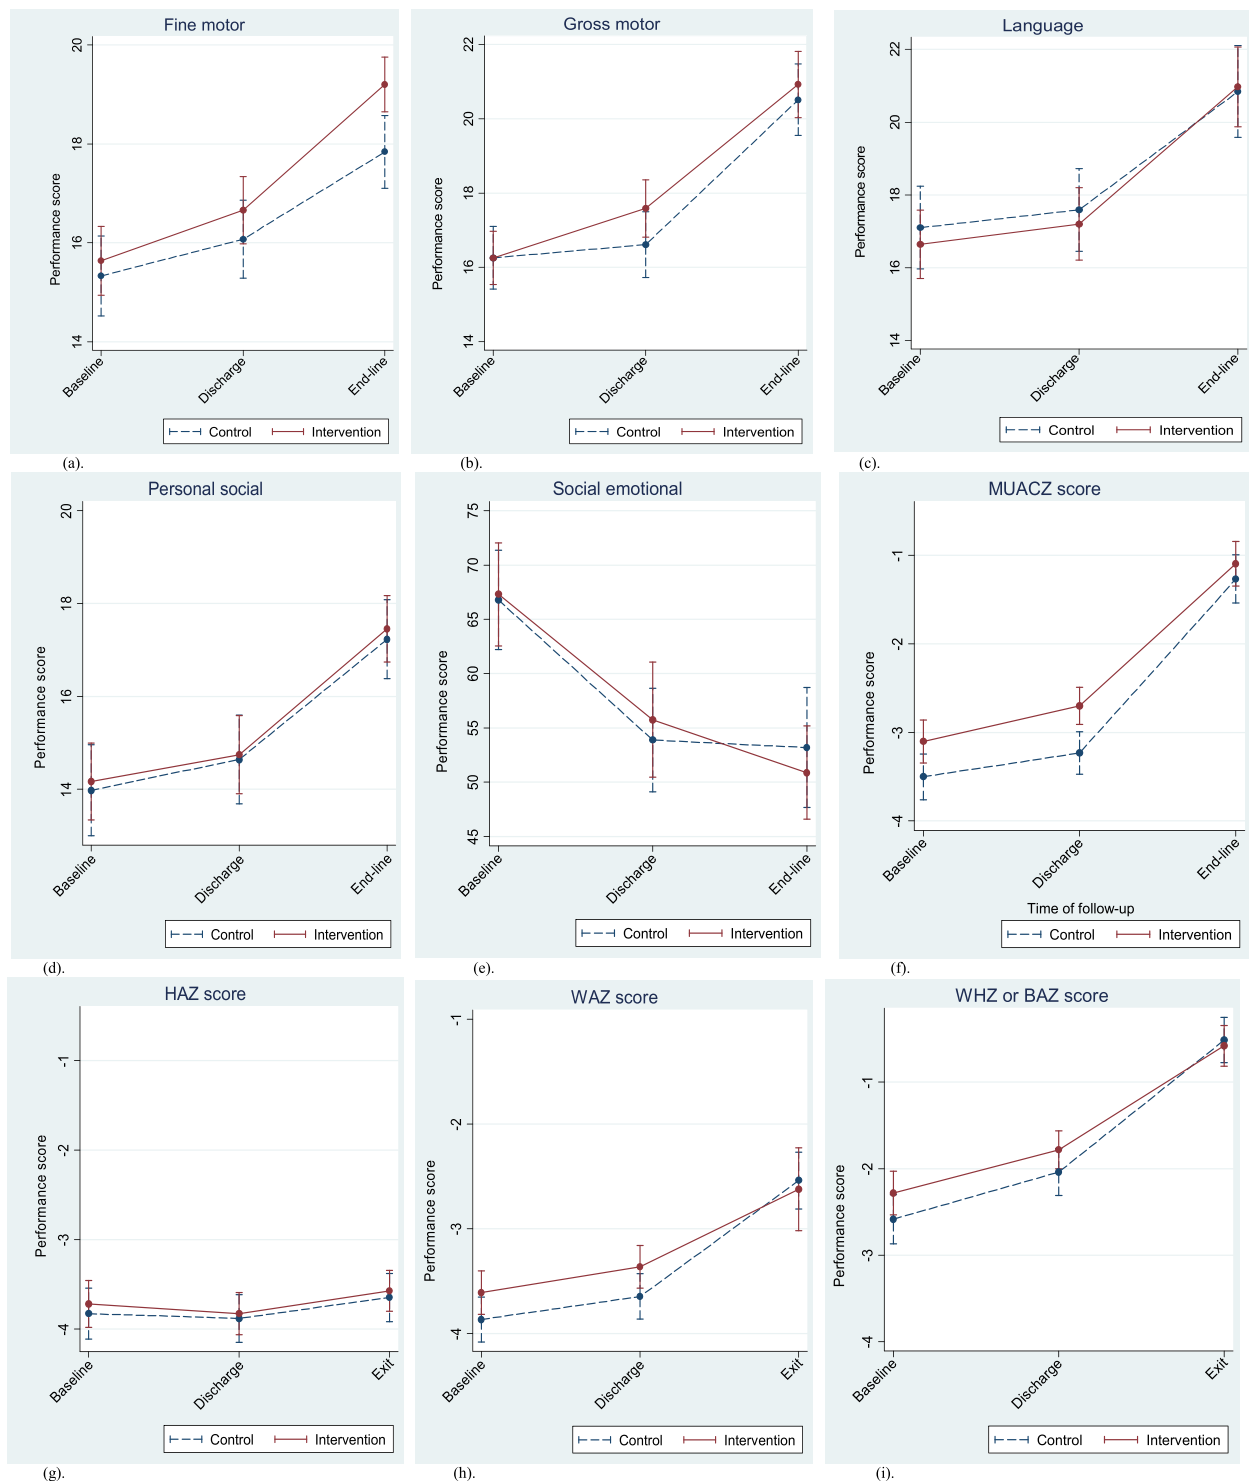 Fine motor
Performance score
20
18
16
14
Baseline
Discharge
End-line
Control
Intervention
(a).
Gross motor
Performance score
22
20
18
16
14
Baseline
Discharge
End-line
Control
Intervention
(b).
Language
Performance score
22
20
18
16
14
Baseline
Discharge
End-line
Control
Intervention
(c).
Personal social
Performance score
20
18
16
14
Baseline
Discharge
End-line
Control
Intervention
(d).
Social emotional
Performance score
75
70
65
60
55
50
45
Baseline
Discharge
End-line
Control
Intervention
(e).
MUACZ score
Performance score
-1
-2
-3
-4
Baseline
Discharge
End-line
Time of follow-up
Control
Intervention
(f).
HAZ score
Performance score
-1
-2
-3
-4
Baseline
Discharge
Exit
Control
Intervention
(g).
WAZ score
Performance score
-1
-2
-3
-4
Baseline
Discharge
Exit
Control
Intervention
(h).
WHZ or BAZ score
Performance score
-1
-2
-3
-4
Baseline
Discharge
Exit
Control
Intervention
(i).